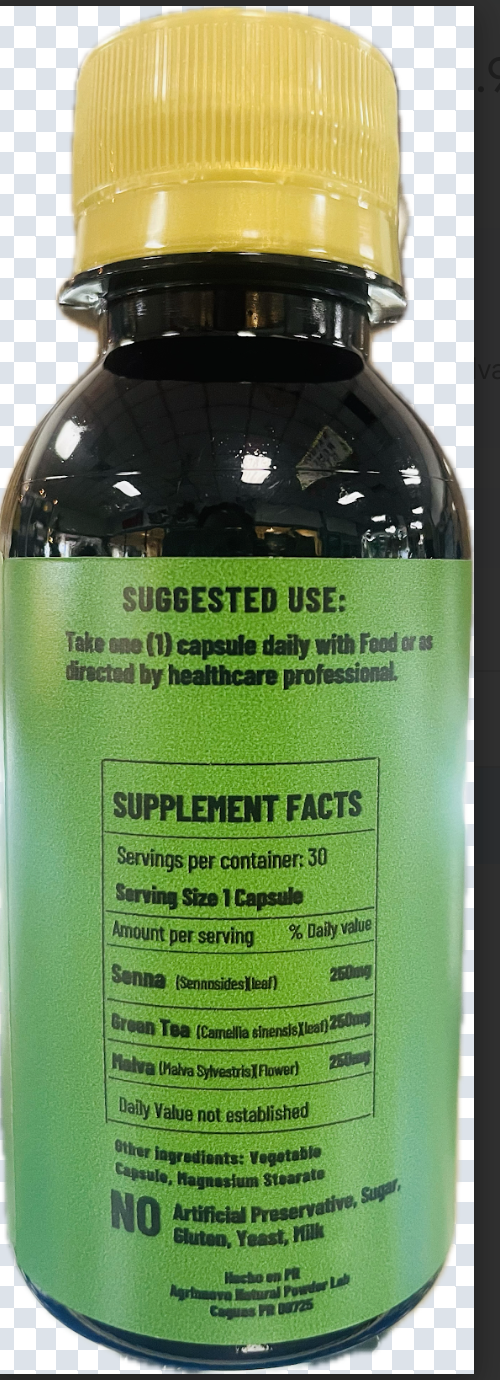 SUGGESTED USE:
Take one (1) capsule daily with Food or as
directed by healthcare professional.
SUPPLEMENT FACTS
Servings per container: 30
Serving Size 1 Capsule
Amount per serving % Daily value
Senna (Sennosides)(leaf) 250mg
Green Tea (Camellia sinensis)(leaf) 250mg
Malva (Malva Sylvestris)(Flower) 250mg
Daily Value not established
Other ingredients: Vegetable
Capsule, Magnesium Stearate
NO Artificial Preservative, Sugar,
Gluten, Yeast, Milk
Hecho en PR
Agrinnova Natural Powder Lab
Caguas PR 00725